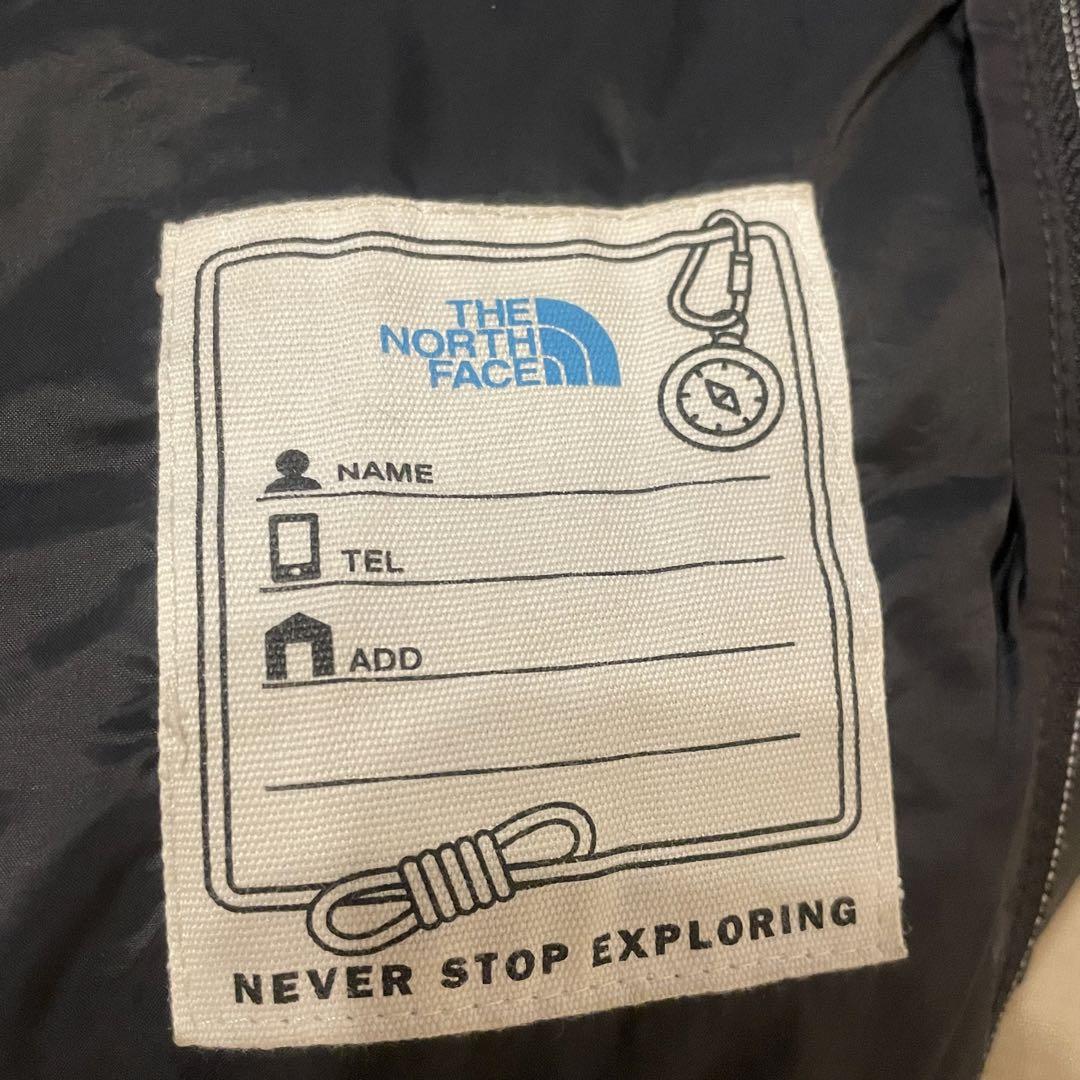 THE
NORTH
FACE
NAME
TEL
ADD
NEVER STOP EXPLORING